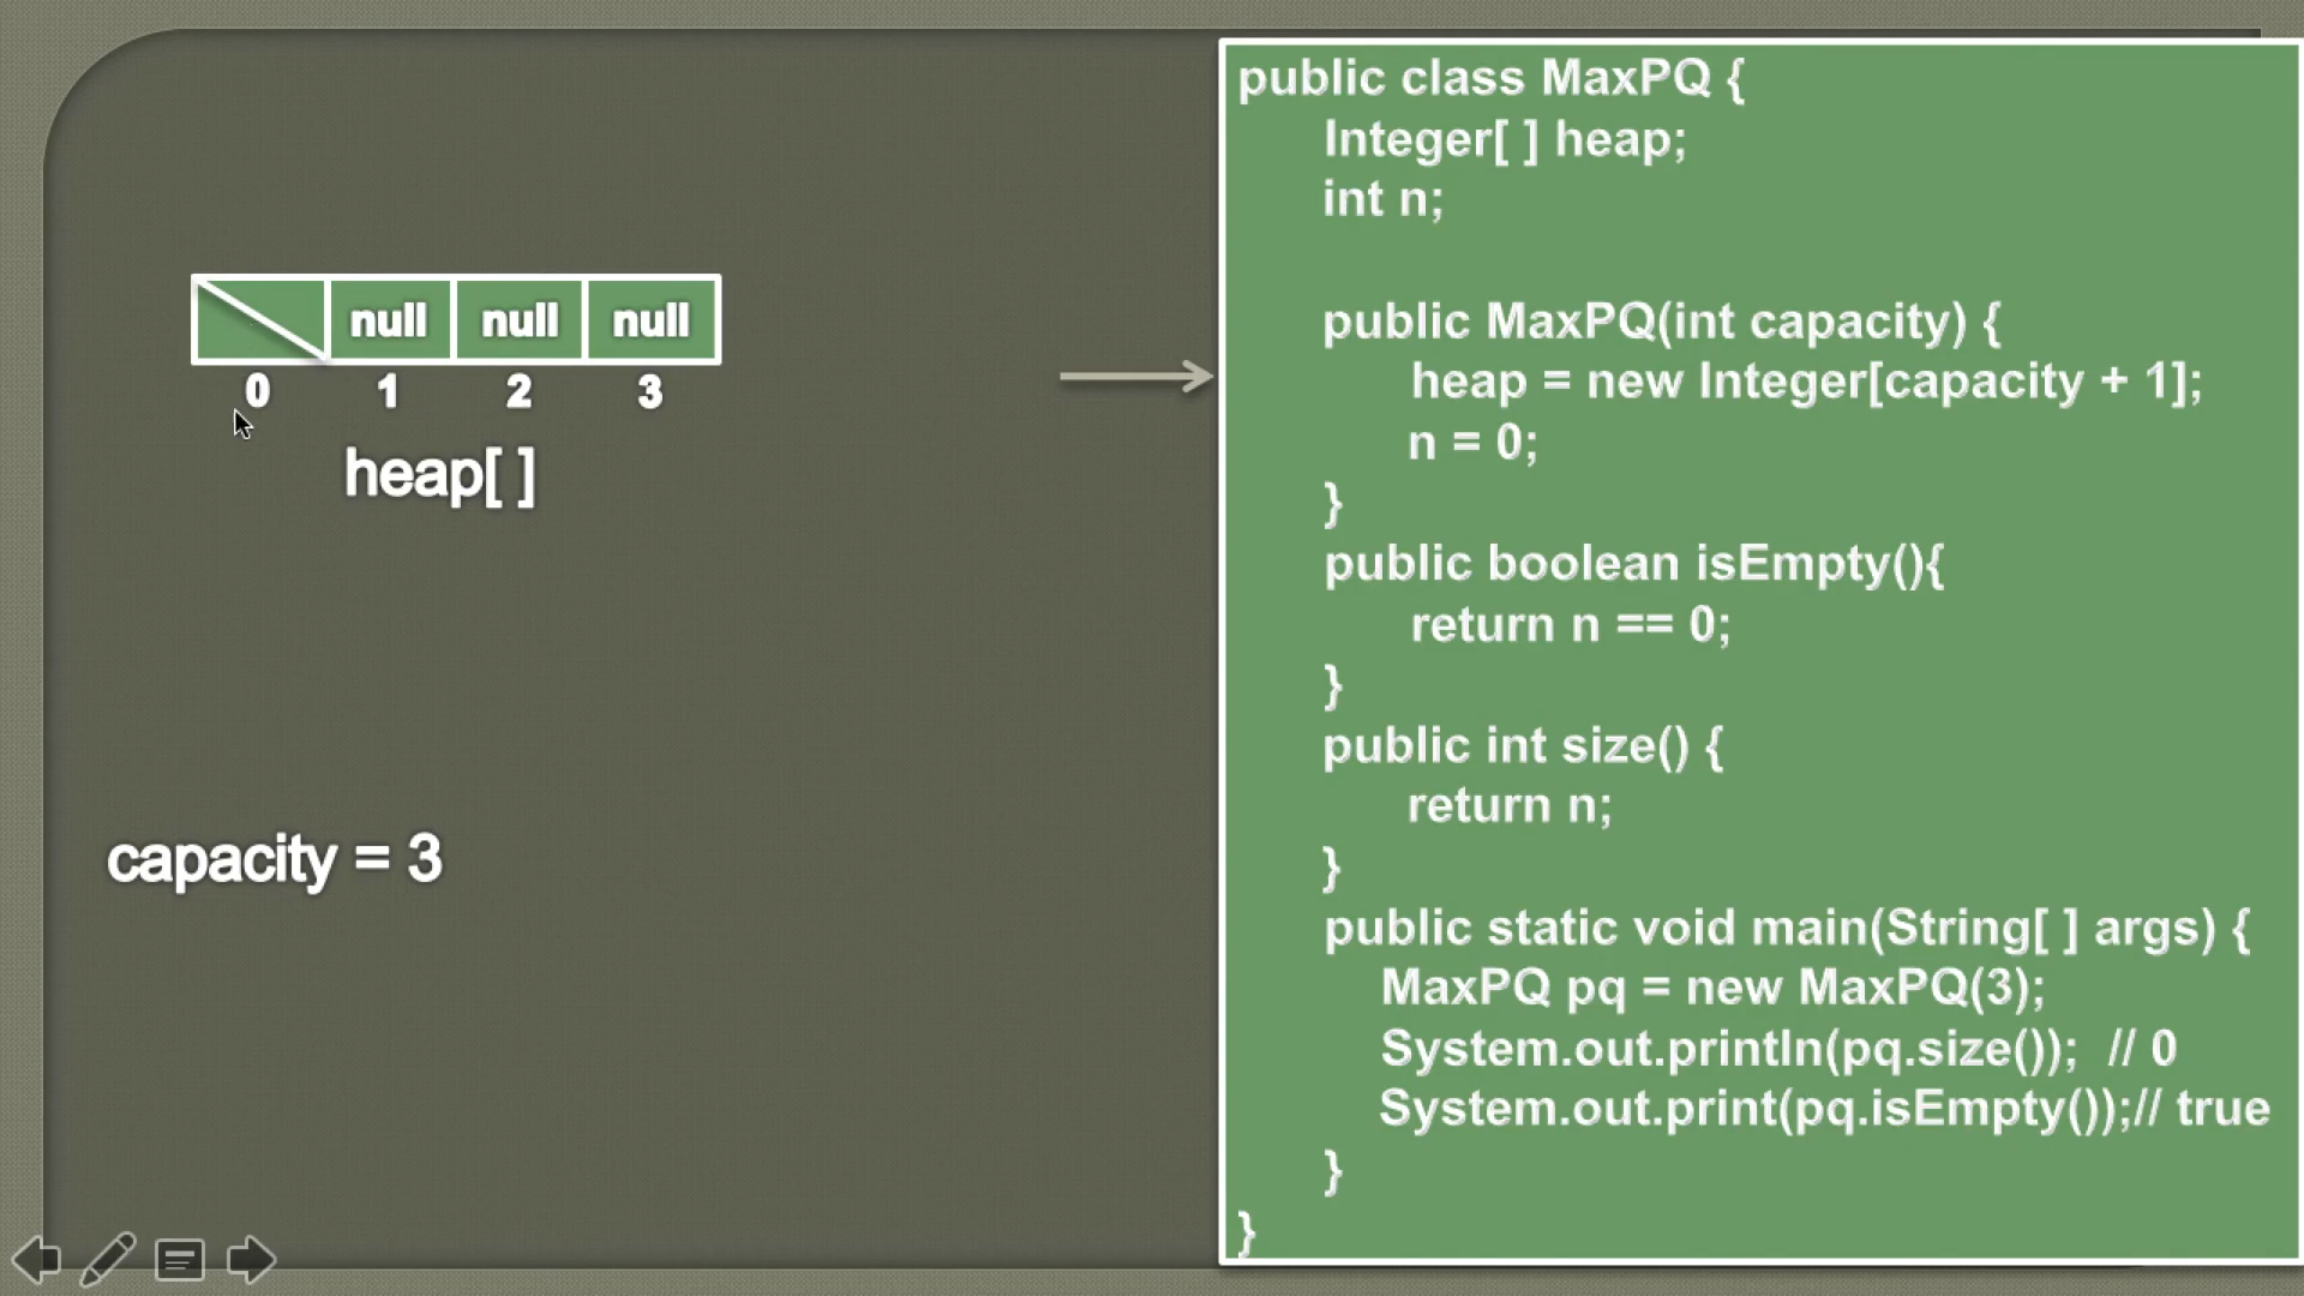 null null null
0 1 2 3
heap[ ]
capacity = 3
public class MaxPQ {
Integer[ ] heap;
int n;
public MaxPQ(int capacity) {
heap = new Integer[capacity + 1];
n = 0;
}
public boolean isEmpty(){
return n == 0;
}
public int size() {
return n;
}
public static void main(String[ ] args) {
MaxPQ pq = new MaxPQ(3);
System.out.println(pq.size()); // 0
System.out.print(pq.isEmpty());// true
}
}